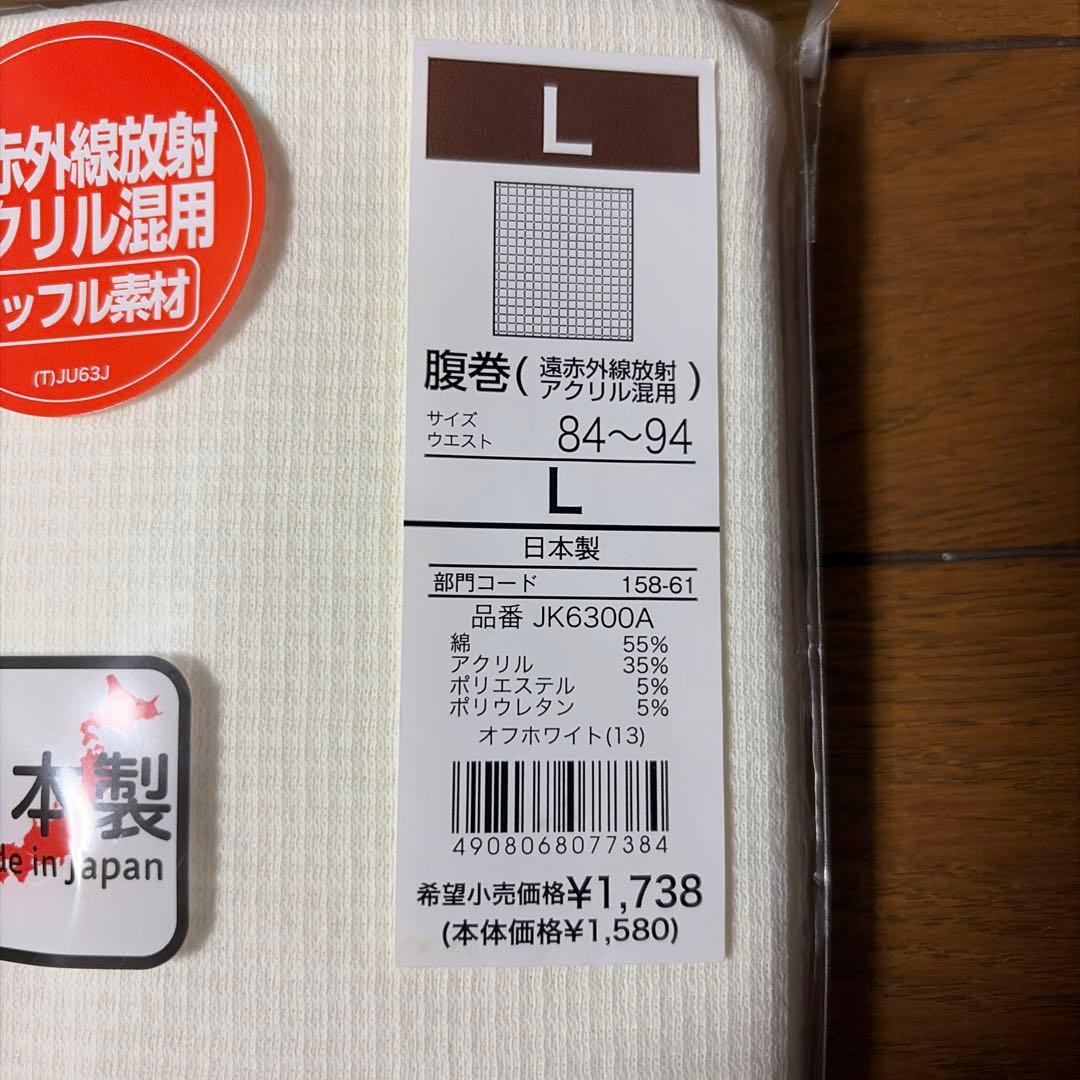 赤外線放射
クリル混用
ッフル素材
(T)JU63J
L
腹巻(遠赤外線放射
アクリル混用)
サイズ
ウエスト 84〜94
L
日本製
部門コード 158-61
品番 JK6300A
綿 55%
アクリル 35%
ポリエステル 5%
ポリウレタン 5%
オフホワイト(13)
4908068077384
希望小売価格¥1,738
(本体価格¥1,580)
本製
de in Japan